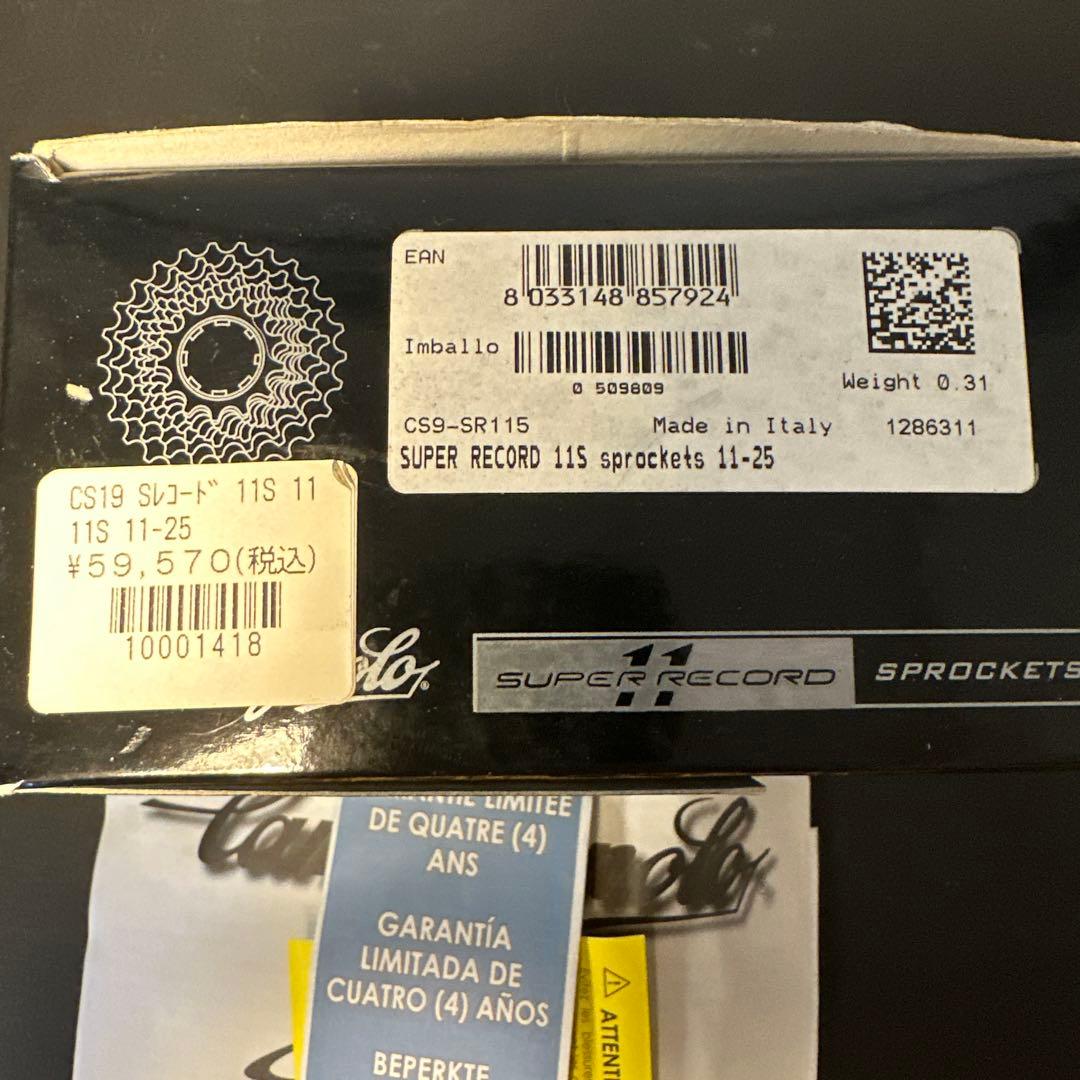 EAN
8 033148 857924
Imballo
0 509809
Weight 0.31
CS9-SR115 Made in Italy 1286311
SUPER RECORD 11S sprockets 11-25
CS19 Sﾚｺｰﾄﾞ 11S 11
11S 11-25
¥59,570(税込)
10001418
SUPER 11 RECORD SPROCKETS
LIMITÉE
DE QUATRE (4)
ANS
GARANTÍA
LIMITADA DE
CUATRO (4) AÑOS
BEPERKTE